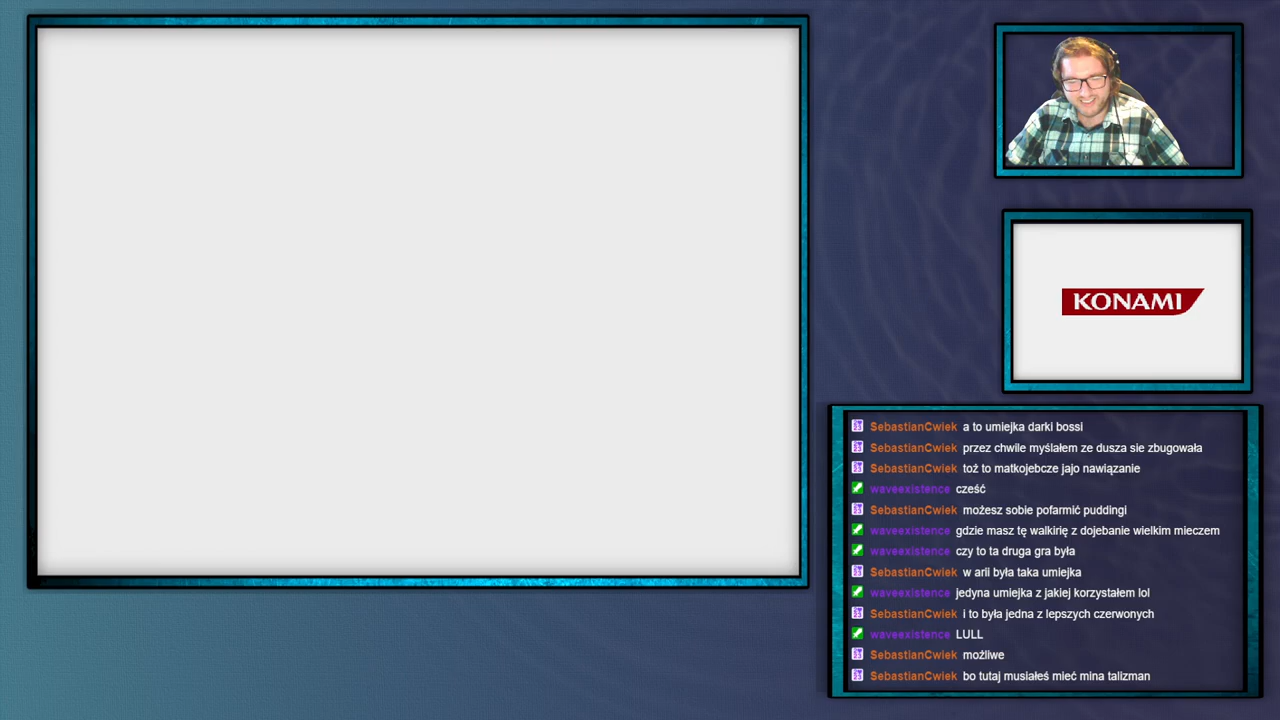 KONAMI
SebastianCwiek a to umiejka darki bossi
SebastianCwiek przez chwile myślałem ze dusza sie zbugowała
SebastianCwiek toż to matkojebcze jajo nawiązanie
waveexistence cześć
SebastianCwiek możesz sobie pofarmić puddingi
waveexistence gdzie masz tę walkirię z dojebanie wielkim mieczem
waveexistence czy to ta druga gra była
SebastianCwiek w arii była taka umiejka
waveexistence jedyna umiejka z jakiej korzystałem lol
SebastianCwiek i to była jedna z lepszych czerwonych
waveexistence LULL
SebastianCwiek możliwe
SebastianCwiek bo tutaj musiałeś mieć mina talizman